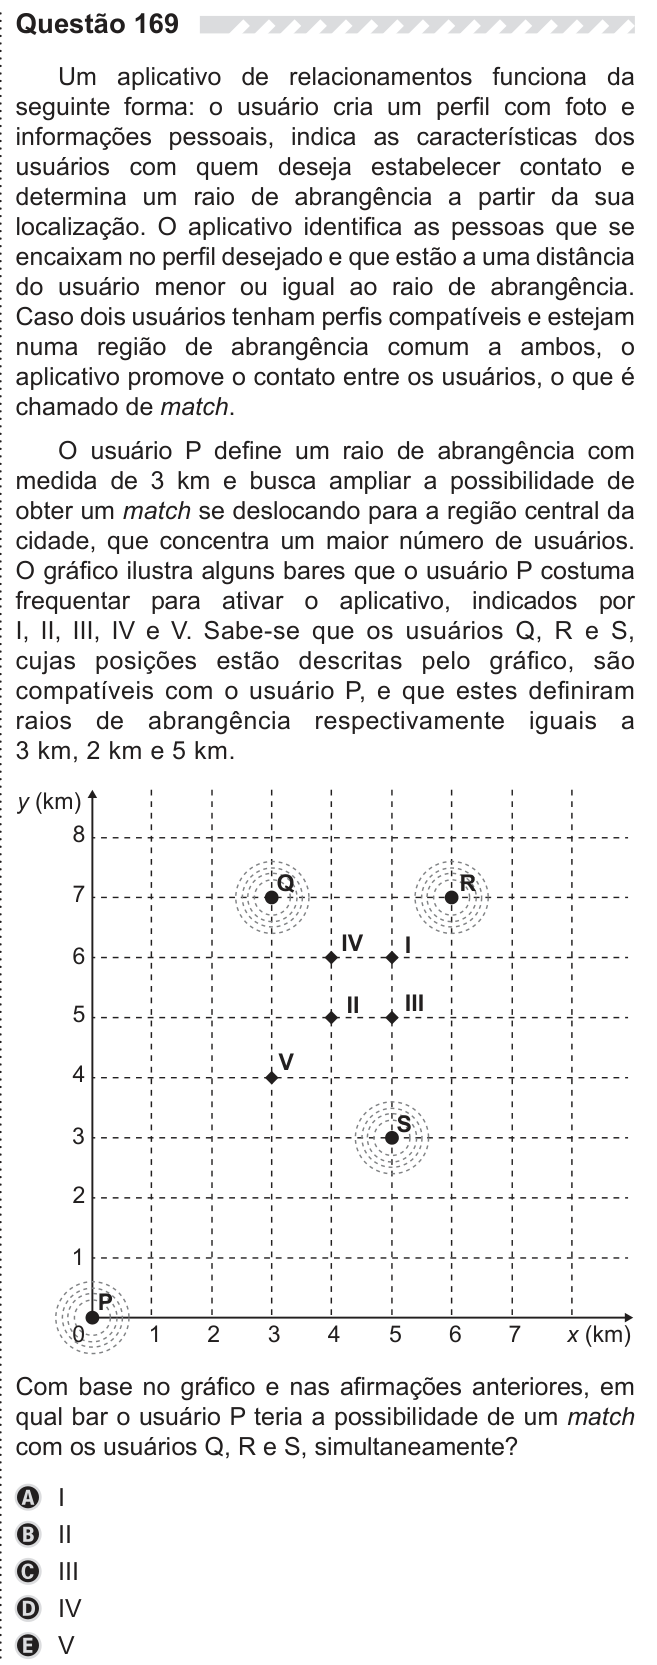 Questão 169
Um aplicativo de relacionamentos funciona da
seguinte forma: o usuário cria um perfil com foto e
informações pessoais, indica as características dos
usuários com quem deseja estabelecer contato e
determina um raio de abrangência a partir da sua
localização. O aplicativo identifica as pessoas que se
encaixam no perfil desejado e que estão a uma distância
do usuário menor ou igual ao raio de abrangência.
Caso dois usuários tenham perfis compatíveis e estejam
numa região de abrangência comum a ambos, o
aplicativo promove o contato entre os usuários, o que é
chamado de match.
O usuário P define um raio de abrangência com
medida de 3 km e busca ampliar a possibilidade de
obter um match se deslocando para a região central da
cidade, que concentra um maior número de usuários.
O gráfico ilustra alguns bares que o usuário P costuma
frequentar para ativar o aplicativo, indicados por
I, II, III, IV e V. Sabe-se que os usuários Q, R e S,
cujas posições estão descritas pelo gráfico, são
compatíveis com o usuário P, e que estes definiram
raios de abrangência respectivamente iguais a
3 km, 2 km e 5 km.
y (km)
8
Q R
7
IV I
6
II III
5
V
4
S
3
2
1
P
0 1 2 3 4 5 6 7 x (km)
Com base no gráfico e nas afirmações anteriores, em
qual bar o usuário P teria a possibilidade de um match
com os usuários Q, R e S, simultaneamente?
A I
B II
C III
D IV
E V